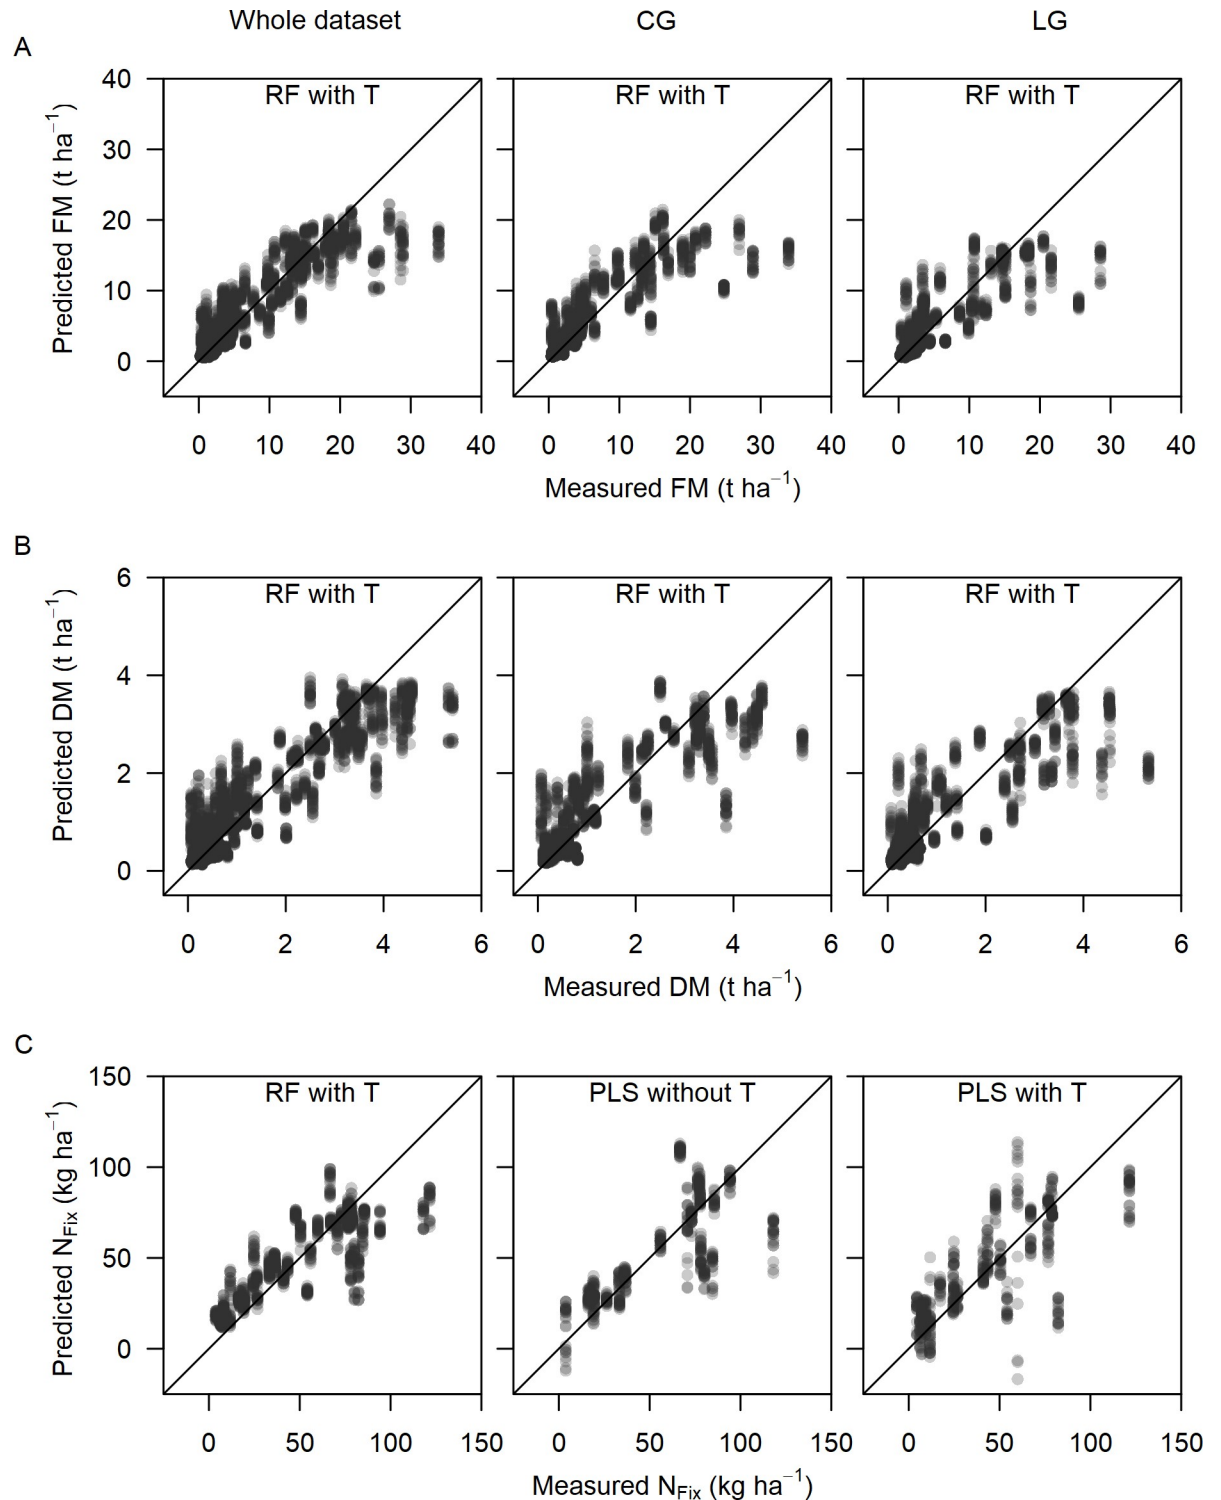 Whole dataset CG LG
A
RF with T RF with T RF with T
Predicted FM (t ha⁻¹)
40
30
20
10
0
0 10 20 30 40 0 10 20 30 40 0 10 20 30 40
Measured FM (t ha⁻¹)
B
RF with T RF with T RF with T
Predicted DM (t ha⁻¹)
6
4
2
0
0 2 4 6 0 2 4 6 0 2 4 6
Measured DM (t ha⁻¹)
C
RF with T PLS without T PLS with T
Predicted N_Fix (kg ha⁻¹)
150
100
50
0
0 50 100 150 0 50 100 150 0 50 100 150
Measured N_Fix (kg ha⁻¹)